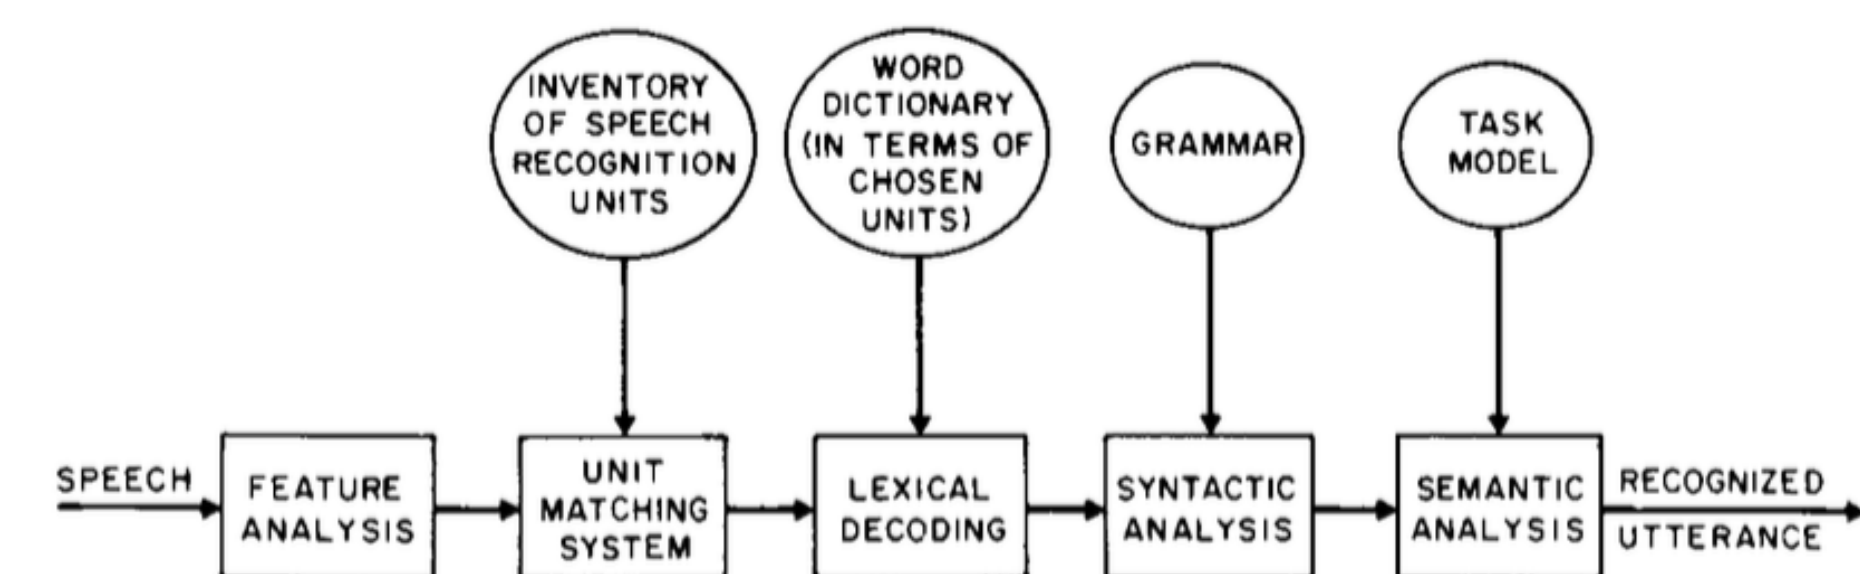 INVENTORY
OF SPEECH
RECOGNITION
UNITS
WORD
DICTIONARY
(IN TERMS OF
CHOSEN
UNITS)
GRAMMAR
TASK
MODEL
SPEECH
FEATURE
ANALYSIS
UNIT
MATCHING
SYSTEM
LEXICAL
DECODING
SYNTACTIC
ANALYSIS
SEMANTIC
ANALYSIS
RECOGNIZED
UTTERANCE